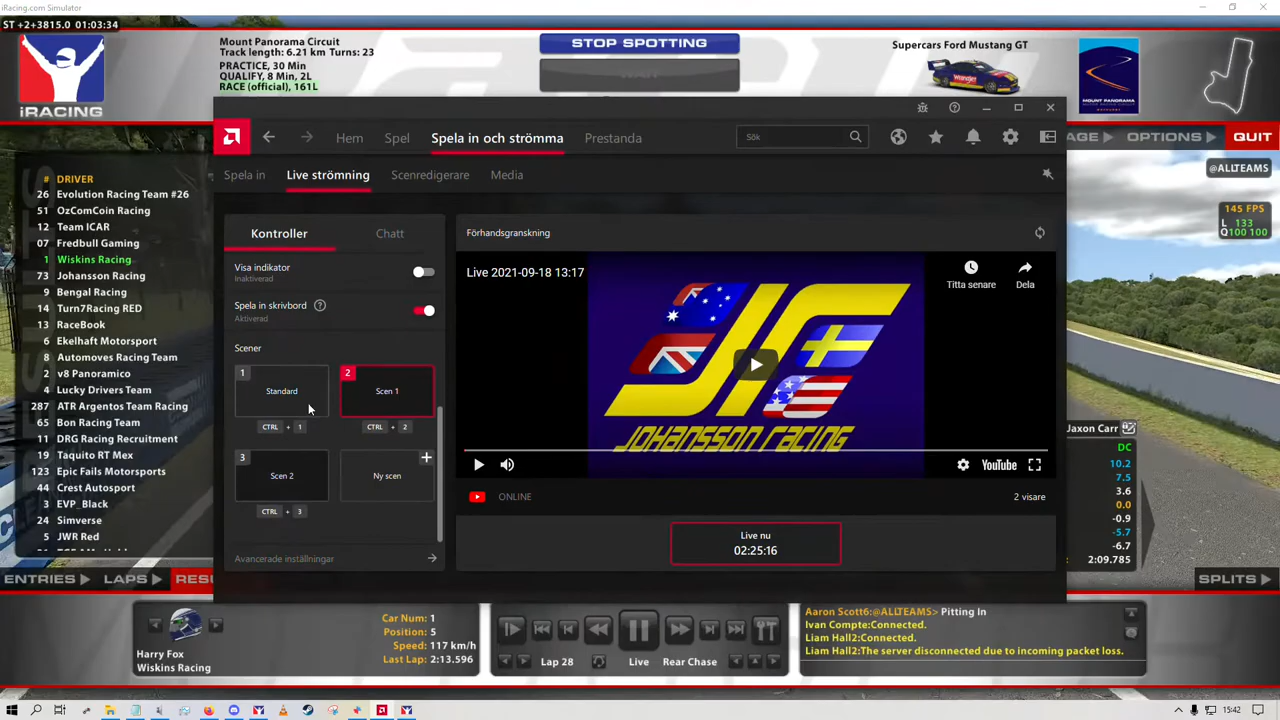 iRacing.com Simulator
ST +2+3815.0 01:03:34
iRACING
Mount Panorama Circuit
Track length: 6.21 km Turns: 23
PRACTICE, 30 Min
QUALIFY, 8 Min, 2L
RACE (official), 161L
STOP SPOTTING
Supercars Ford Mustang GT
OPTIONS
QUIT
@ALLTEAMS
145 FPS
L 133
Q 100 100
# DRIVER
26 Evolution Racing Team #26
51 OzComCoin Racing
12 Team ICAR
07 Fredbull Gaming
1 Wiskins Racing
73 Johansson Racing
9 Bengal Racing
14 Turn7Racing RED
13 RaceBook
6 Ekelhaft Motorsport
8 Automoves Racing Team
2 v8 Panoramico
4 Lucky Drivers Team
287 ATR Argentos Team Racing
65 Bon Racing Team
11 DRG Racing Recruitment
19 Taquito RT Mex
123 Epic Fails Motorsports
44 Crest Autosport
3 EVP_Black
24 Simverse
5 JWR Red
Hem
Spel
Spela in och strömma
Prestanda
Sök
Spela in
Live strömning
Scenredigerare
Media
Kontroller
Chatt
Visa indikator
Inaktiverad
Spela in skrivbord
Aktiverad
Scener
1
Standard
CTRL + 1
2
Scen 1
CTRL + 2
3
Scen 2
CTRL + 3
Ny scen
Avancerade inställningar
Förhandsgranskning
Live 2021-09-18 13:17
Titta senare
Dela
JOHANSSON RACING
YouTube
ONLINE
2 visare
Live nu
02:25:16
Jaxon Carr
DC
10.2
7.5
3.6
0.0
-0.9
-5.7
-6.7
2:09.785
ENTRIES
LAPS
SPLITS
Harry Fox
Wiskins Racing
Car Num: 1
Position: 5
Speed: 117 km/h
Last Lap: 2:13.596
Lap 28
Live
Rear Chase
Aaron Scott6:@ALLTEAMS> Pitting In
Ivan Compte:Connected.
Liam Hall2:Connected.
Liam Hall2:The server disconnected due to incoming packet loss.
15:42